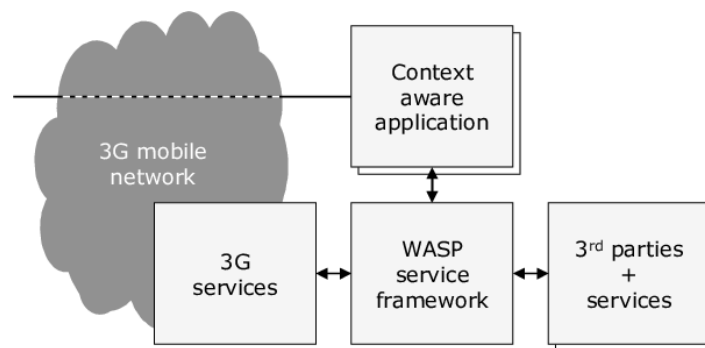 Context
aware
application
3G mobile
network
3G
services
WASP
service
framework
3rd parties
+
services